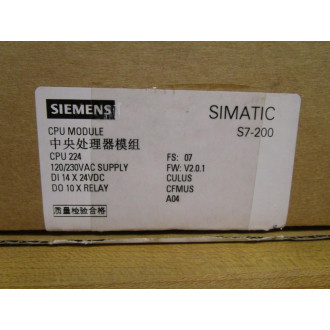 SIEMENS
SIMATIC
S7-200
CPU MODULE
中央处理器模组
CPU 224
FS: 07
120/230VAC SUPPLY
FW: V2.0.1
DI 14 X 24VDC
CULUS
DO 10 X RELAY
CFMUS
A04
质量检验合格